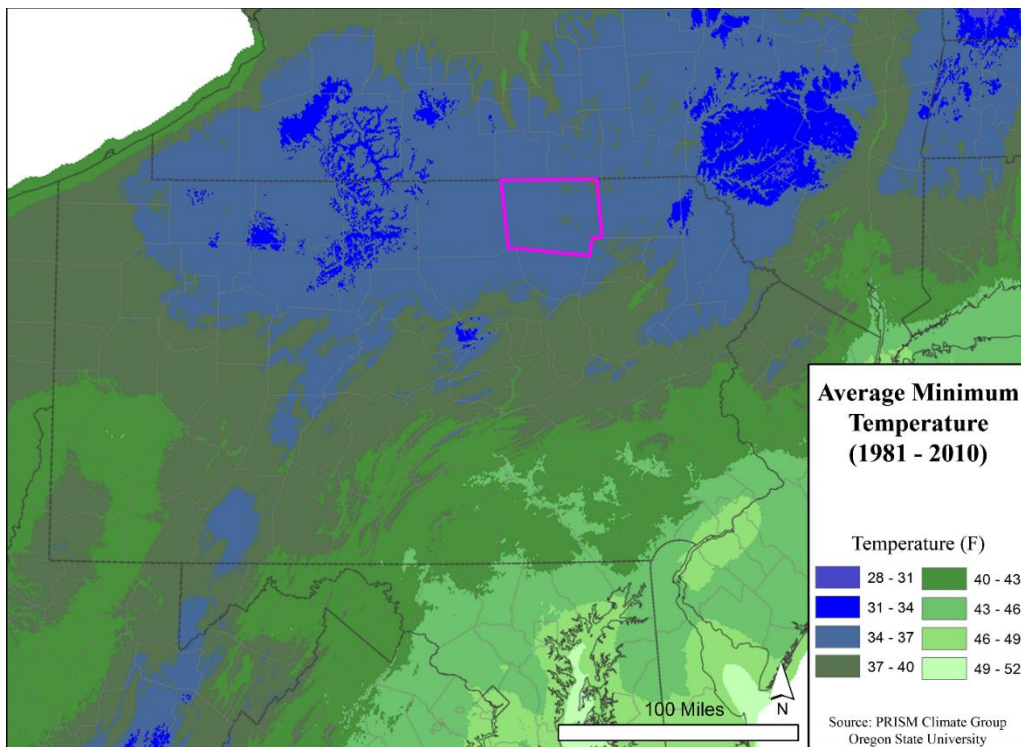 Average Minimum
Temperature
(1981 - 2010)
Temperature (F)
28 - 31
31 - 34
34 - 37
37 - 40
40 - 43
43 - 46
46 - 49
49 - 52
100 Miles
N
Source: PRISM Climate Group
Oregon State University